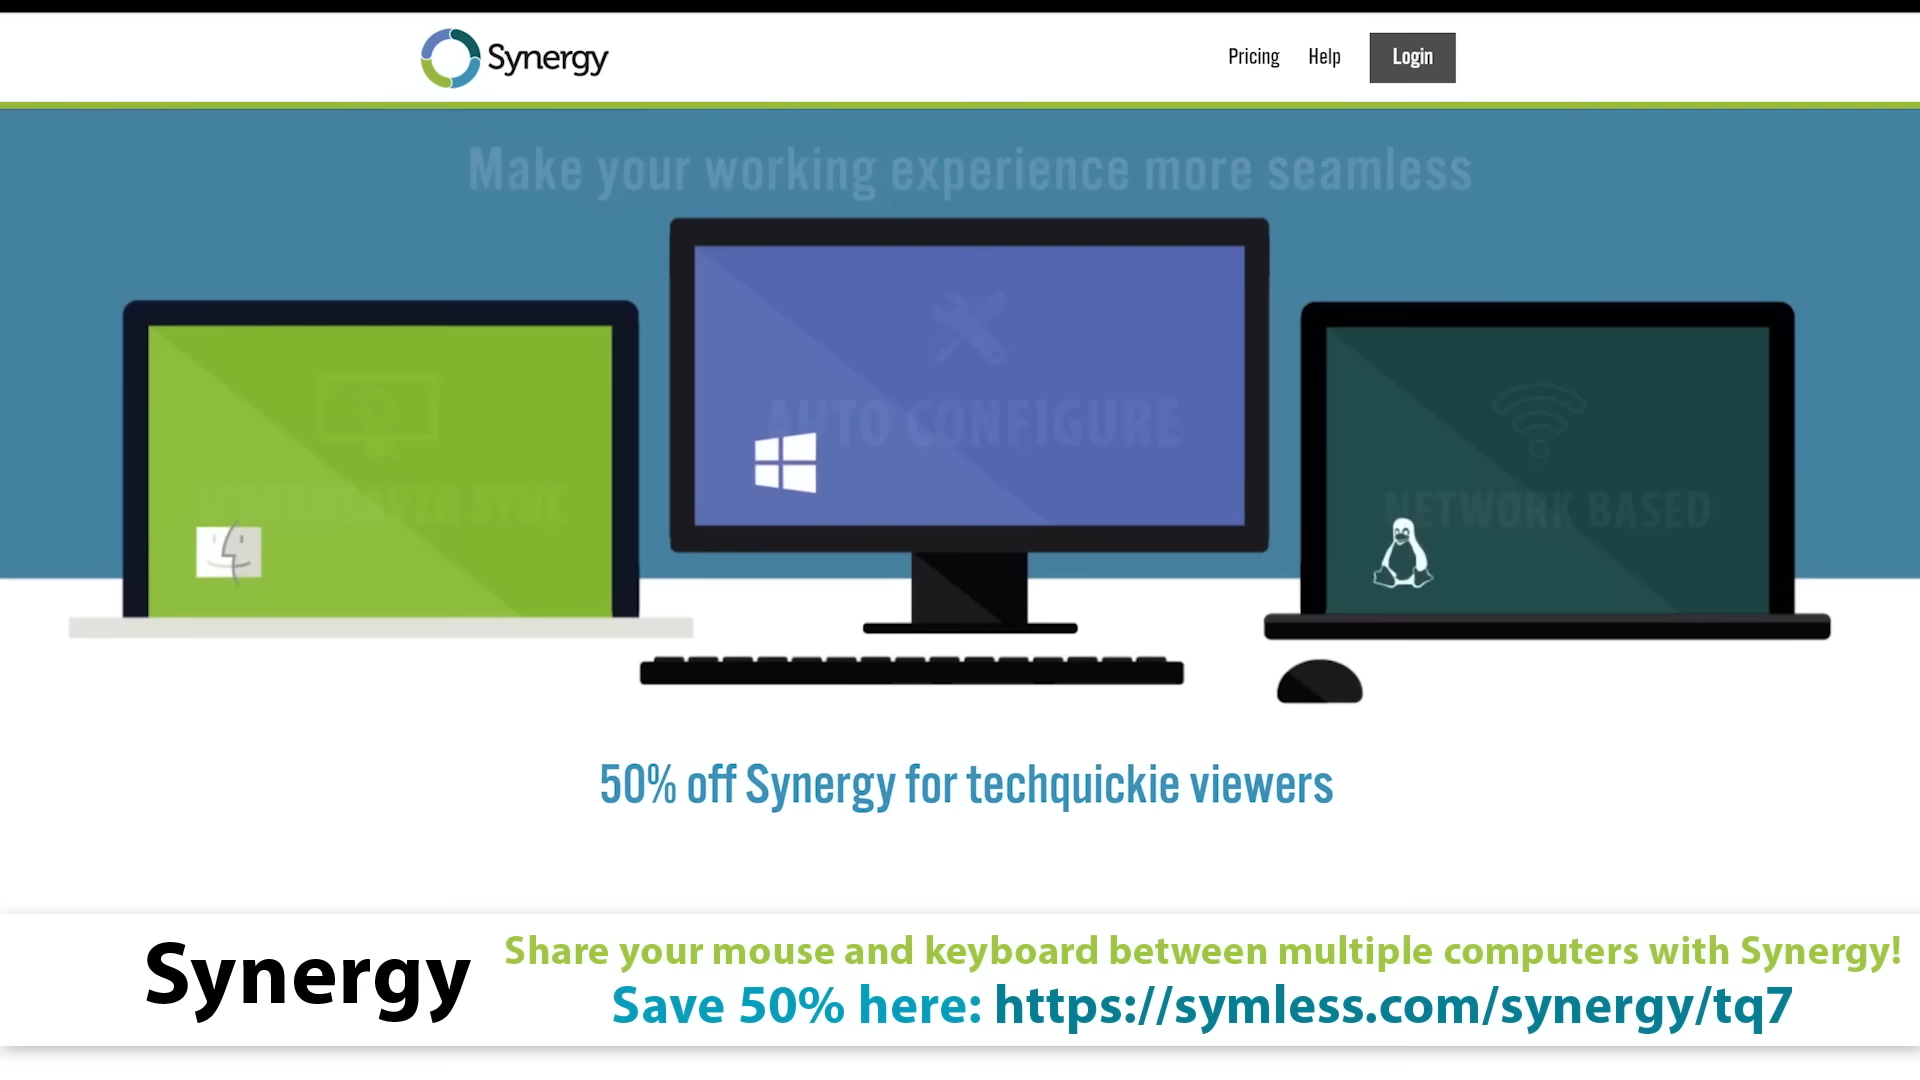 Synergy
Pricing Help Login
Make your working experience more seamless
AUTO CONFIGURE
SCREENSAVER SYNC
NETWORK BASED
50% off Synergy for techquickie viewers
Synergy
Share your mouse and keyboard between multiple computers with Synergy!
Save 50% here: https://symless.com/synergy/tq7